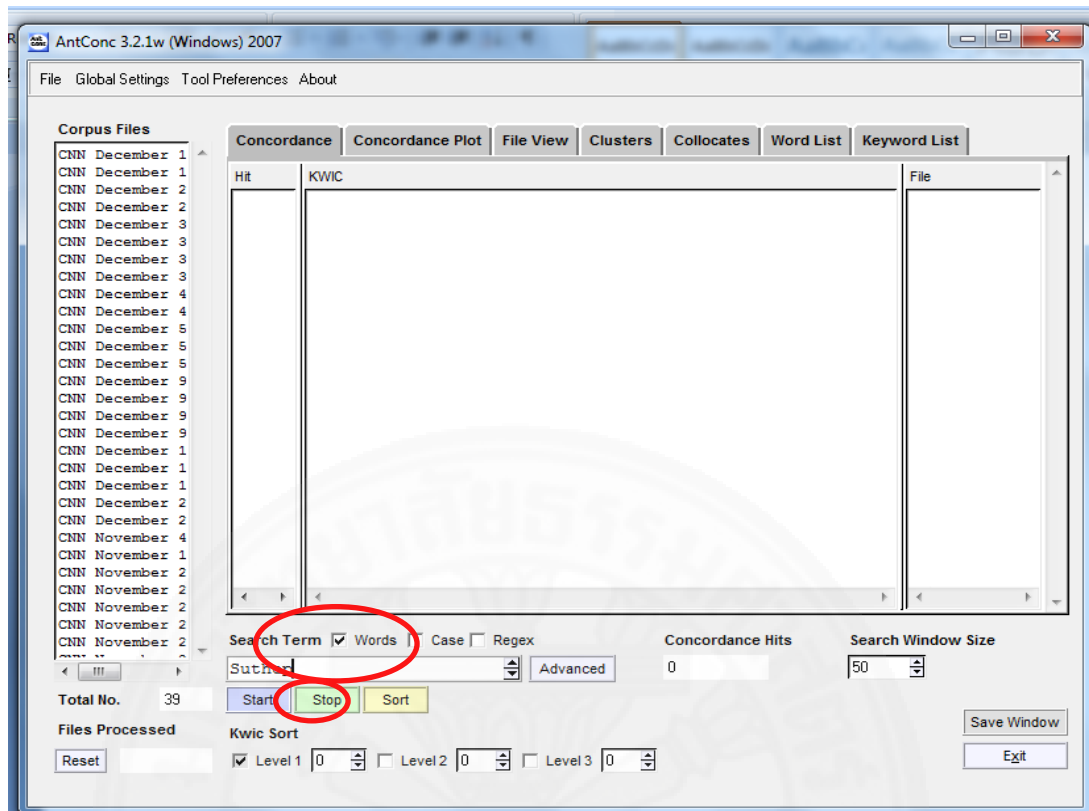 AntConc 3.2.1w (Windows) 2007
File Global Settings Tool Preferences About
Corpus Files
CNN December 1
CNN December 1
CNN December 2
CNN December 2
CNN December 3
CNN December 3
CNN December 3
CNN December 3
CNN December 4
CNN December 4
CNN December 5
CNN December 5
CNN December 5
CNN December 9
CNN December 9
CNN December 9
CNN December 9
CNN December 1
CNN December 1
CNN December 1
CNN December 2
CNN December 2
CNN November 4
CNN November 1
CNN November 2
CNN November 2
CNN November 2
CNN November 2
CNN November 2
Total No. 39
Files Processed
Reset
Concordance Concordance Plot File View Clusters Collocates Word List Keyword List
Hit KWIC File
Search Term Words Case Regex Concordance Hits Search Window Size
Suthep Advanced 0 50
Start Stop Sort
Kwic Sort
Level 1 0 Level 2 0 Level 3 0
Save Window
Exit